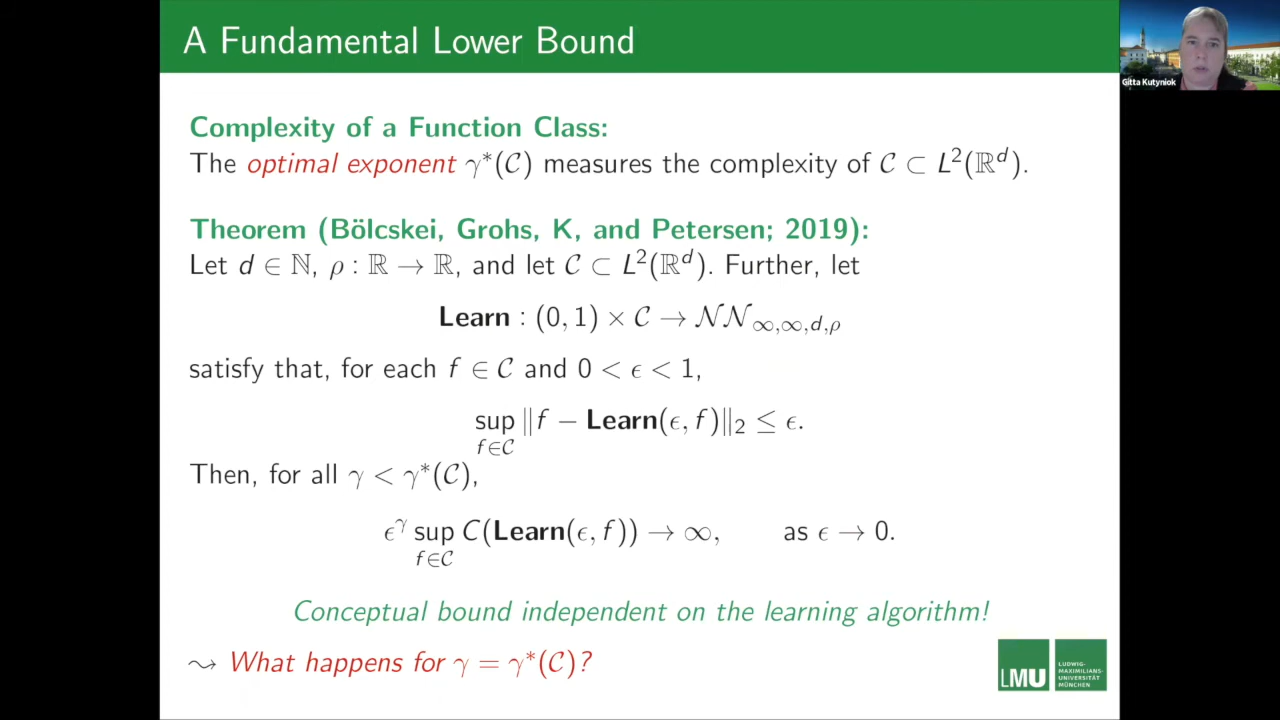 A Fundamental Lower Bound
Gitta Kutyniok
Complexity of a Function Class:
The optimal exponent γ*(𝒞) measures the complexity of 𝒞 ⊂ L²(ℝᵈ).
Theorem (Bölcskei, Grohs, K, and Petersen; 2019):
Let d ∈ ℕ, ρ : ℝ → ℝ, and let 𝒞 ⊂ L²(ℝᵈ). Further, let
Learn : (0, 1) × 𝒞 → 𝒩𝒩_{∞,∞,d,ρ}
satisfy that, for each f ∈ 𝒞 and 0 < ϵ < 1,
sup_{f∈𝒞} ‖f − Learn(ϵ, f)‖₂ ≤ ϵ.
Then, for all γ < γ*(𝒞),
ϵ^γ sup_{f∈𝒞} C(Learn(ϵ, f)) → ∞, as ϵ → 0.
Conceptual bound independent on the learning algorithm!
⇝ What happens for γ = γ*(𝒞)?
LMU
LUDWIG-
MAXIMILIANS-
UNIVERSITÄT
MÜNCHEN